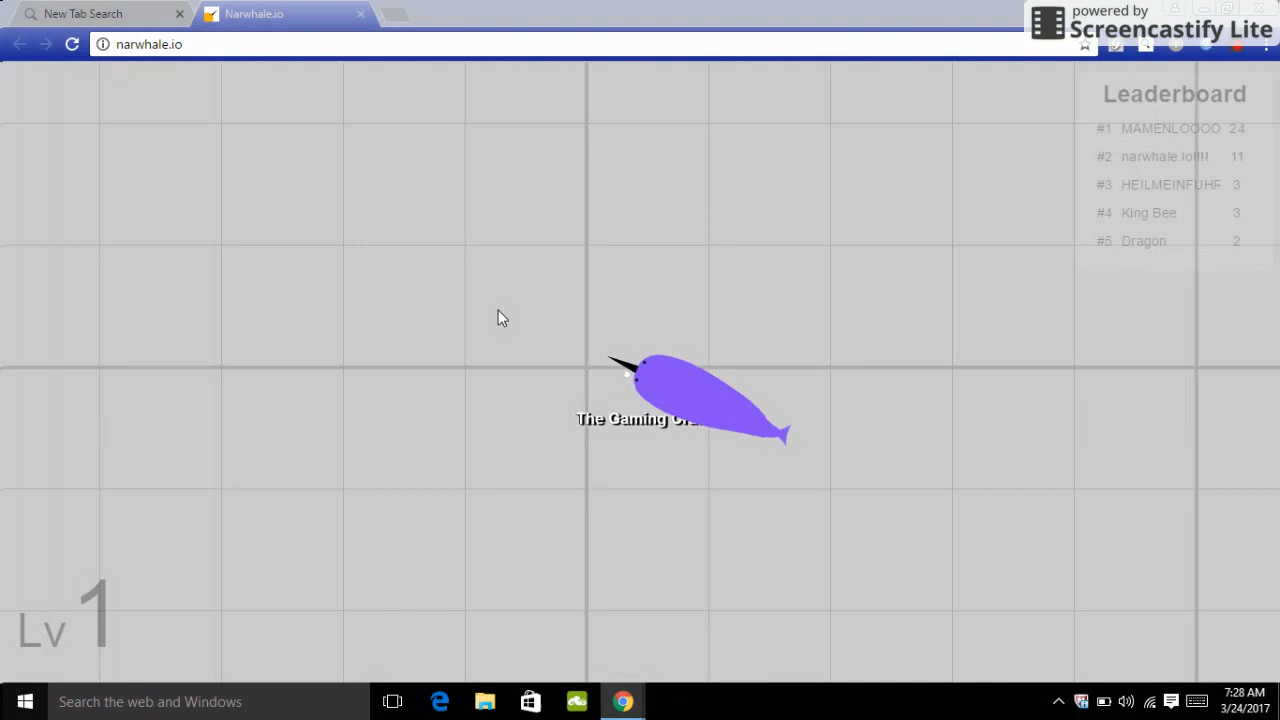 New Tab Search
Narwhale.io
powered by
Screencastify Lite
narwhale.io
Leaderboard
#1 MAMENLOOOO 24
#2 narwhale.Io!!!! 11
#3 HEILMEINFUHR 3
#4 King Bee 3
#5 Dragon 2
The Gaming
Lv 1
Search the web and Windows
7:28 AM
3/24/2017